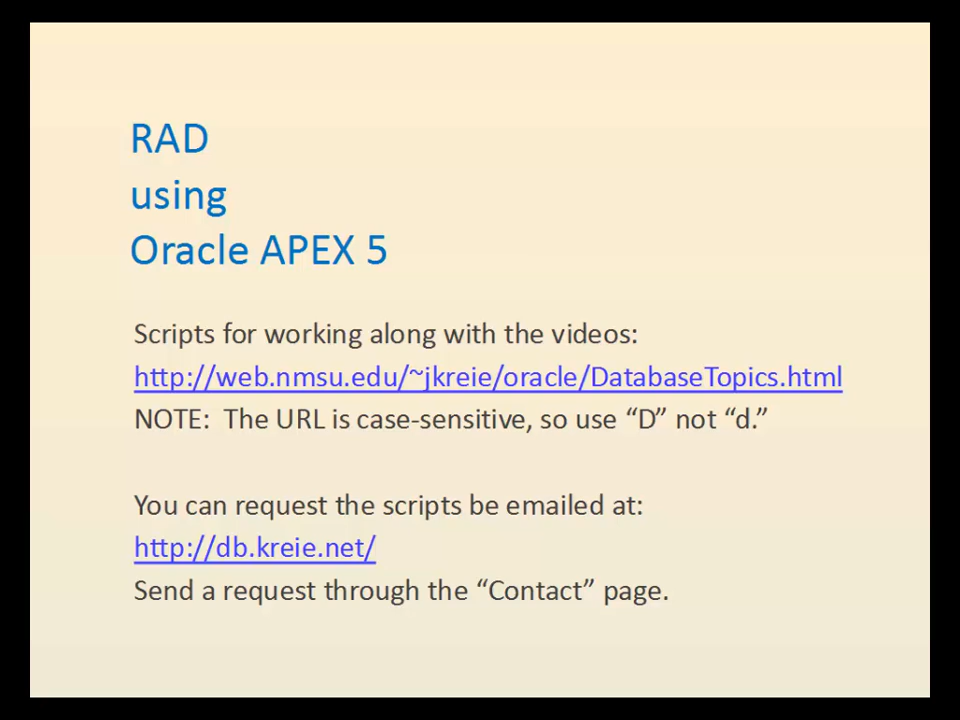 RAD
using
Oracle APEX 5
Scripts for working along with the videos:
http://web.nmsu.edu/~jkreie/oracle/DatabaseTopics.html
NOTE:  The URL is case-sensitive, so use “D” not “d.”
You can request the scripts be emailed at:
http://db.kreie.net/
Send a request through the “Contact” page.